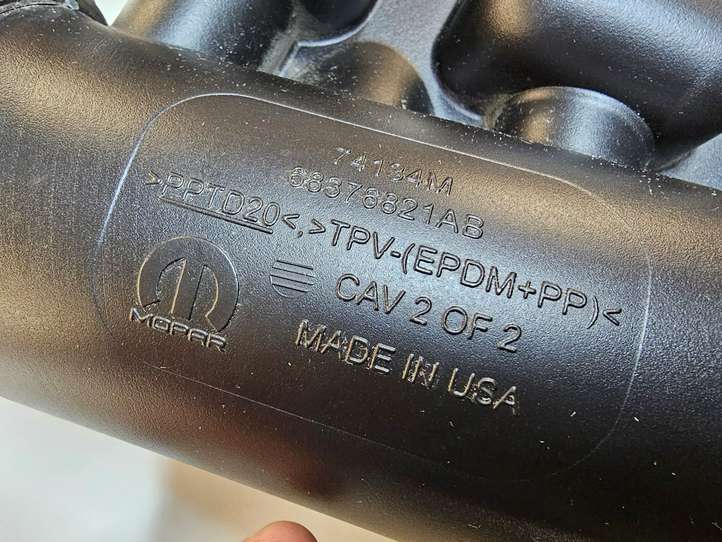 74134M
68378821AB
>PPTD20<,>TPV-(EPDM+PP)<
CAV 2 OF 2
MOPAR
MADE IN USA